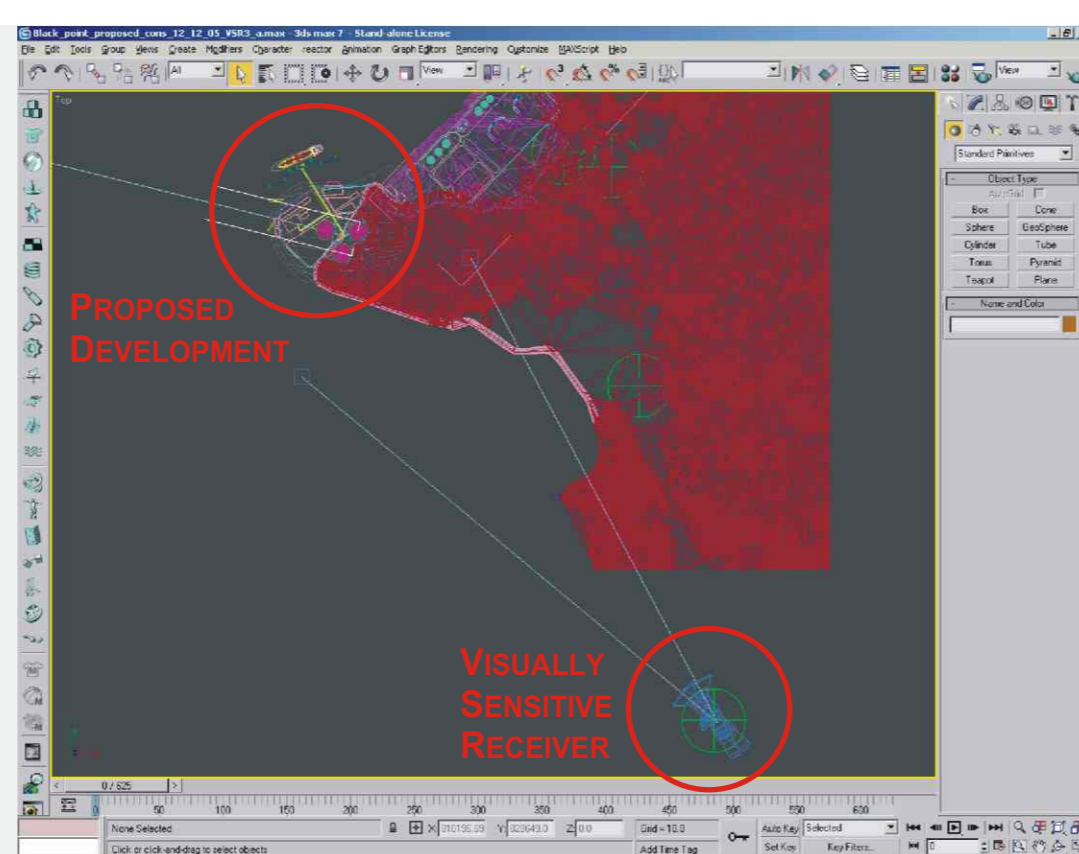 Black_point_proposed_cons_12_12_05_VSR3_a.max - 3ds max 7 - Stand-alone License
File Edit Tools Group Views Create Modifiers Character reactor Animation Graph Editors Rendering Customize MAXScript Help
All View View
Top
Standard Primitives
- Object Type
AutoGrid
Box Cone
Sphere GeoSphere
Cylinder Tube
Torus Pyramid
Teapot Plane
- Name and Color
PROPOSED
DEVELOPMENT
VISUALLY
SENSITIVE
RECEIVER
< 0 / 625 >
0 50 100 150 200 250 300 350 400 450 500 550 600
None Selected X: Y: Z: 0.0 Grid = 10.0 Auto Key Selected
Click or click-and-drag to select objects Add Time Tag Set Key Key Filters... 0